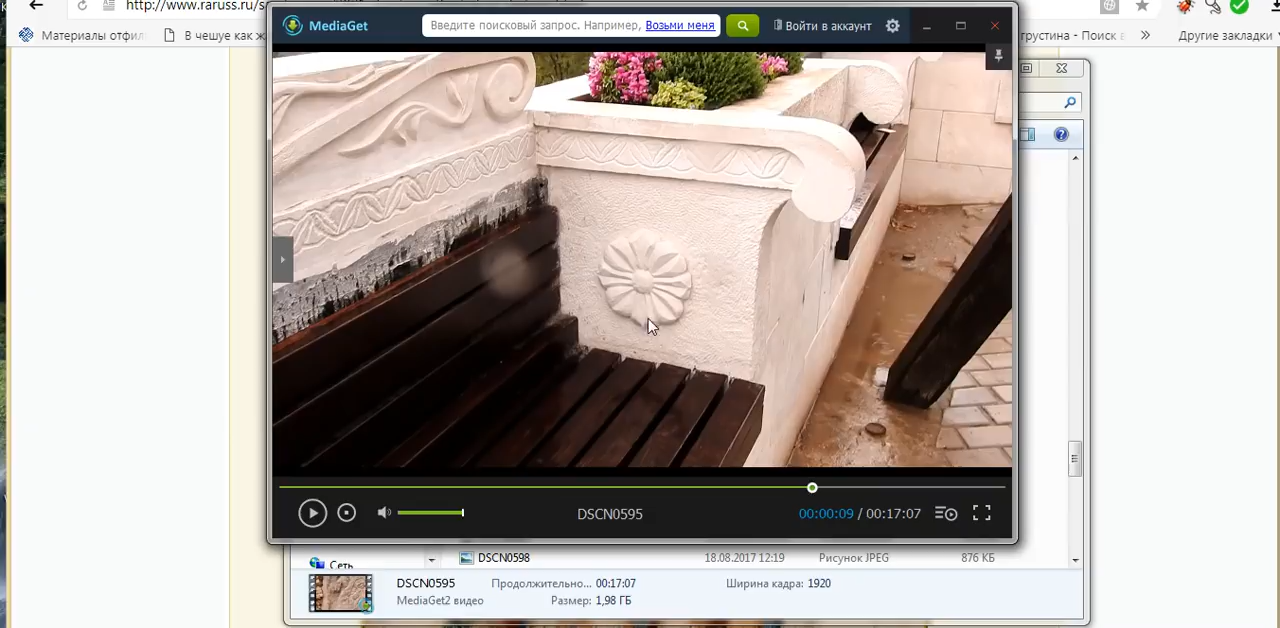 http://www.raruss.ru/s
Материалы отфил
В чешуе как ж
грустина - Поиск в
Другие закладки
MediaGet
Введите поисковый запрос. Например, Возьми меня
Войти в аккаунт
DSCN0595
00:00:09 / 00:17:07
Сеть
DSCN0598
18.08.2017 12:19
Рисунок JPEG
876 КБ
DSCN0595
Продолжительно... 00:17:07
Ширина кадра: 1920
MediaGet2 видео
Размер: 1,98 ГБ